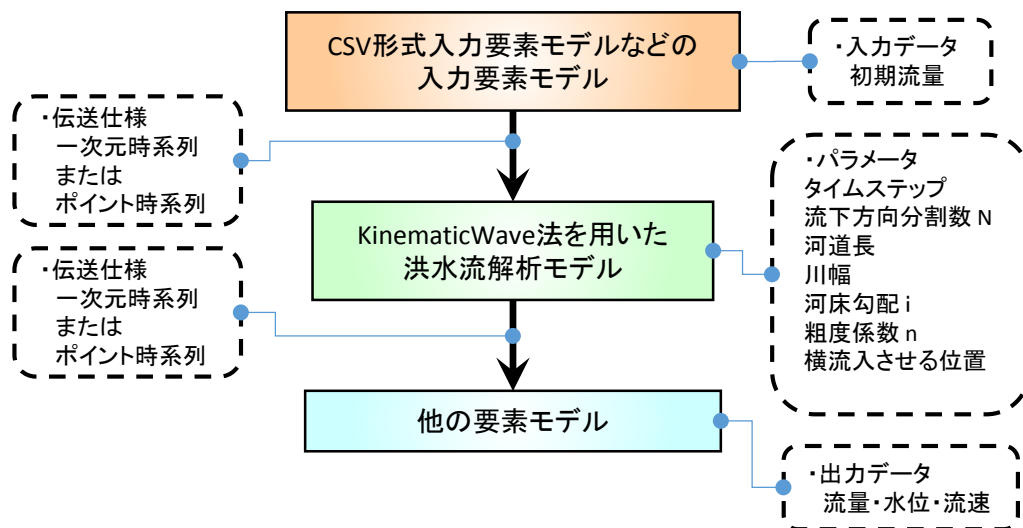 CSV形式入力要素モデルなどの
入力要素モデル
・入力データ
初期流量
・伝送仕様
一次元時系列
または
ポイント時系列
KinematicWave法を用いた
洪水流解析モデル
・パラメータ
タイムステップ
流下方向分割数 N
河道長
川幅
河床勾配 i
粗度係数 n
横流入させる位置
・伝送仕様
一次元時系列
または
ポイント時系列
他の要素モデル
・出力データ
流量・水位・流速